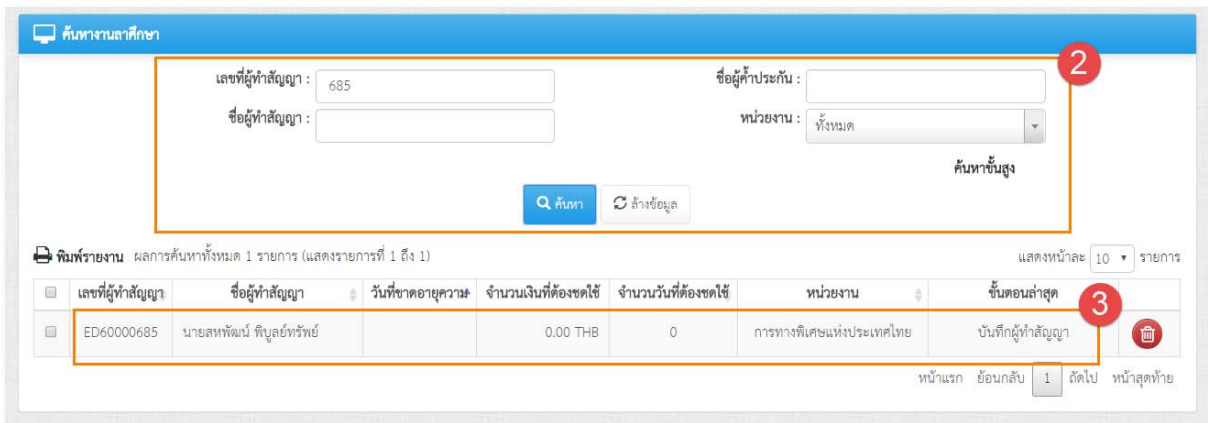 ค้นหางานลาศึกษา
2
เลขที่ผู้ทำสัญญา : 685 ชื่อผู้ค้ำประกัน :
ชื่อผู้ทำสัญญา : หน่วยงาน : ทั้งหมด
ค้นหาขั้นสูง
ค้นหา ล้างข้อมูล
พิมพ์รายงาน ผลการค้นหาทั้งหมด 1 รายการ (แสดงรายการที่ 1 ถึง 1) แสดงหน้าละ 10 รายการ
เลขที่ผู้ทำสัญญา ชื่อผู้ทำสัญญา วันที่ขาดอายุความ จำนวนเงินที่ต้องชดใช้ จำนวนวันที่ต้องชดใช้ หน่วยงาน ขั้นตอนล่าสุด
3
ED60000685 นายสหพัฒน์ พิบูลย์ทรัพย์ 0.00 THB 0 การทางพิเศษแห่งประเทศไทย บันทึกผู้ทำสัญญา
หน้าแรก ย้อนกลับ 1 ถัดไป หน้าสุดท้าย